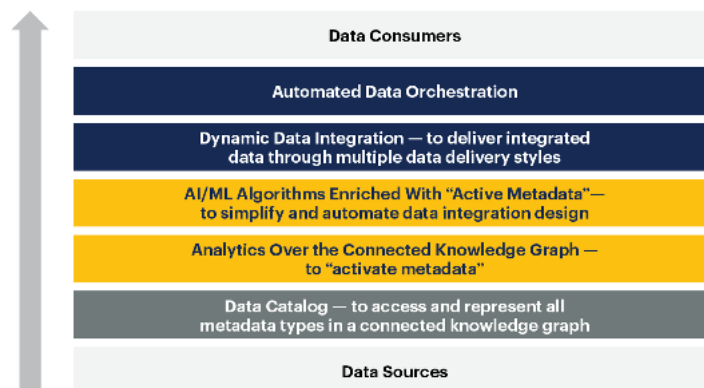 Data Consumers
Automated Data Orchestration
Dynamic Data Integration — to deliver integrated
data through multiple data delivery styles
AI/ML Algorithms Enriched With “Active Metadata”—
to simplify and automate data integration design
Analytics Over the Connected Knowledge Graph —
to “activate metadata”
Data Catalog — to access and represent all
metadata types in a connected knowledge graph
Data Sources